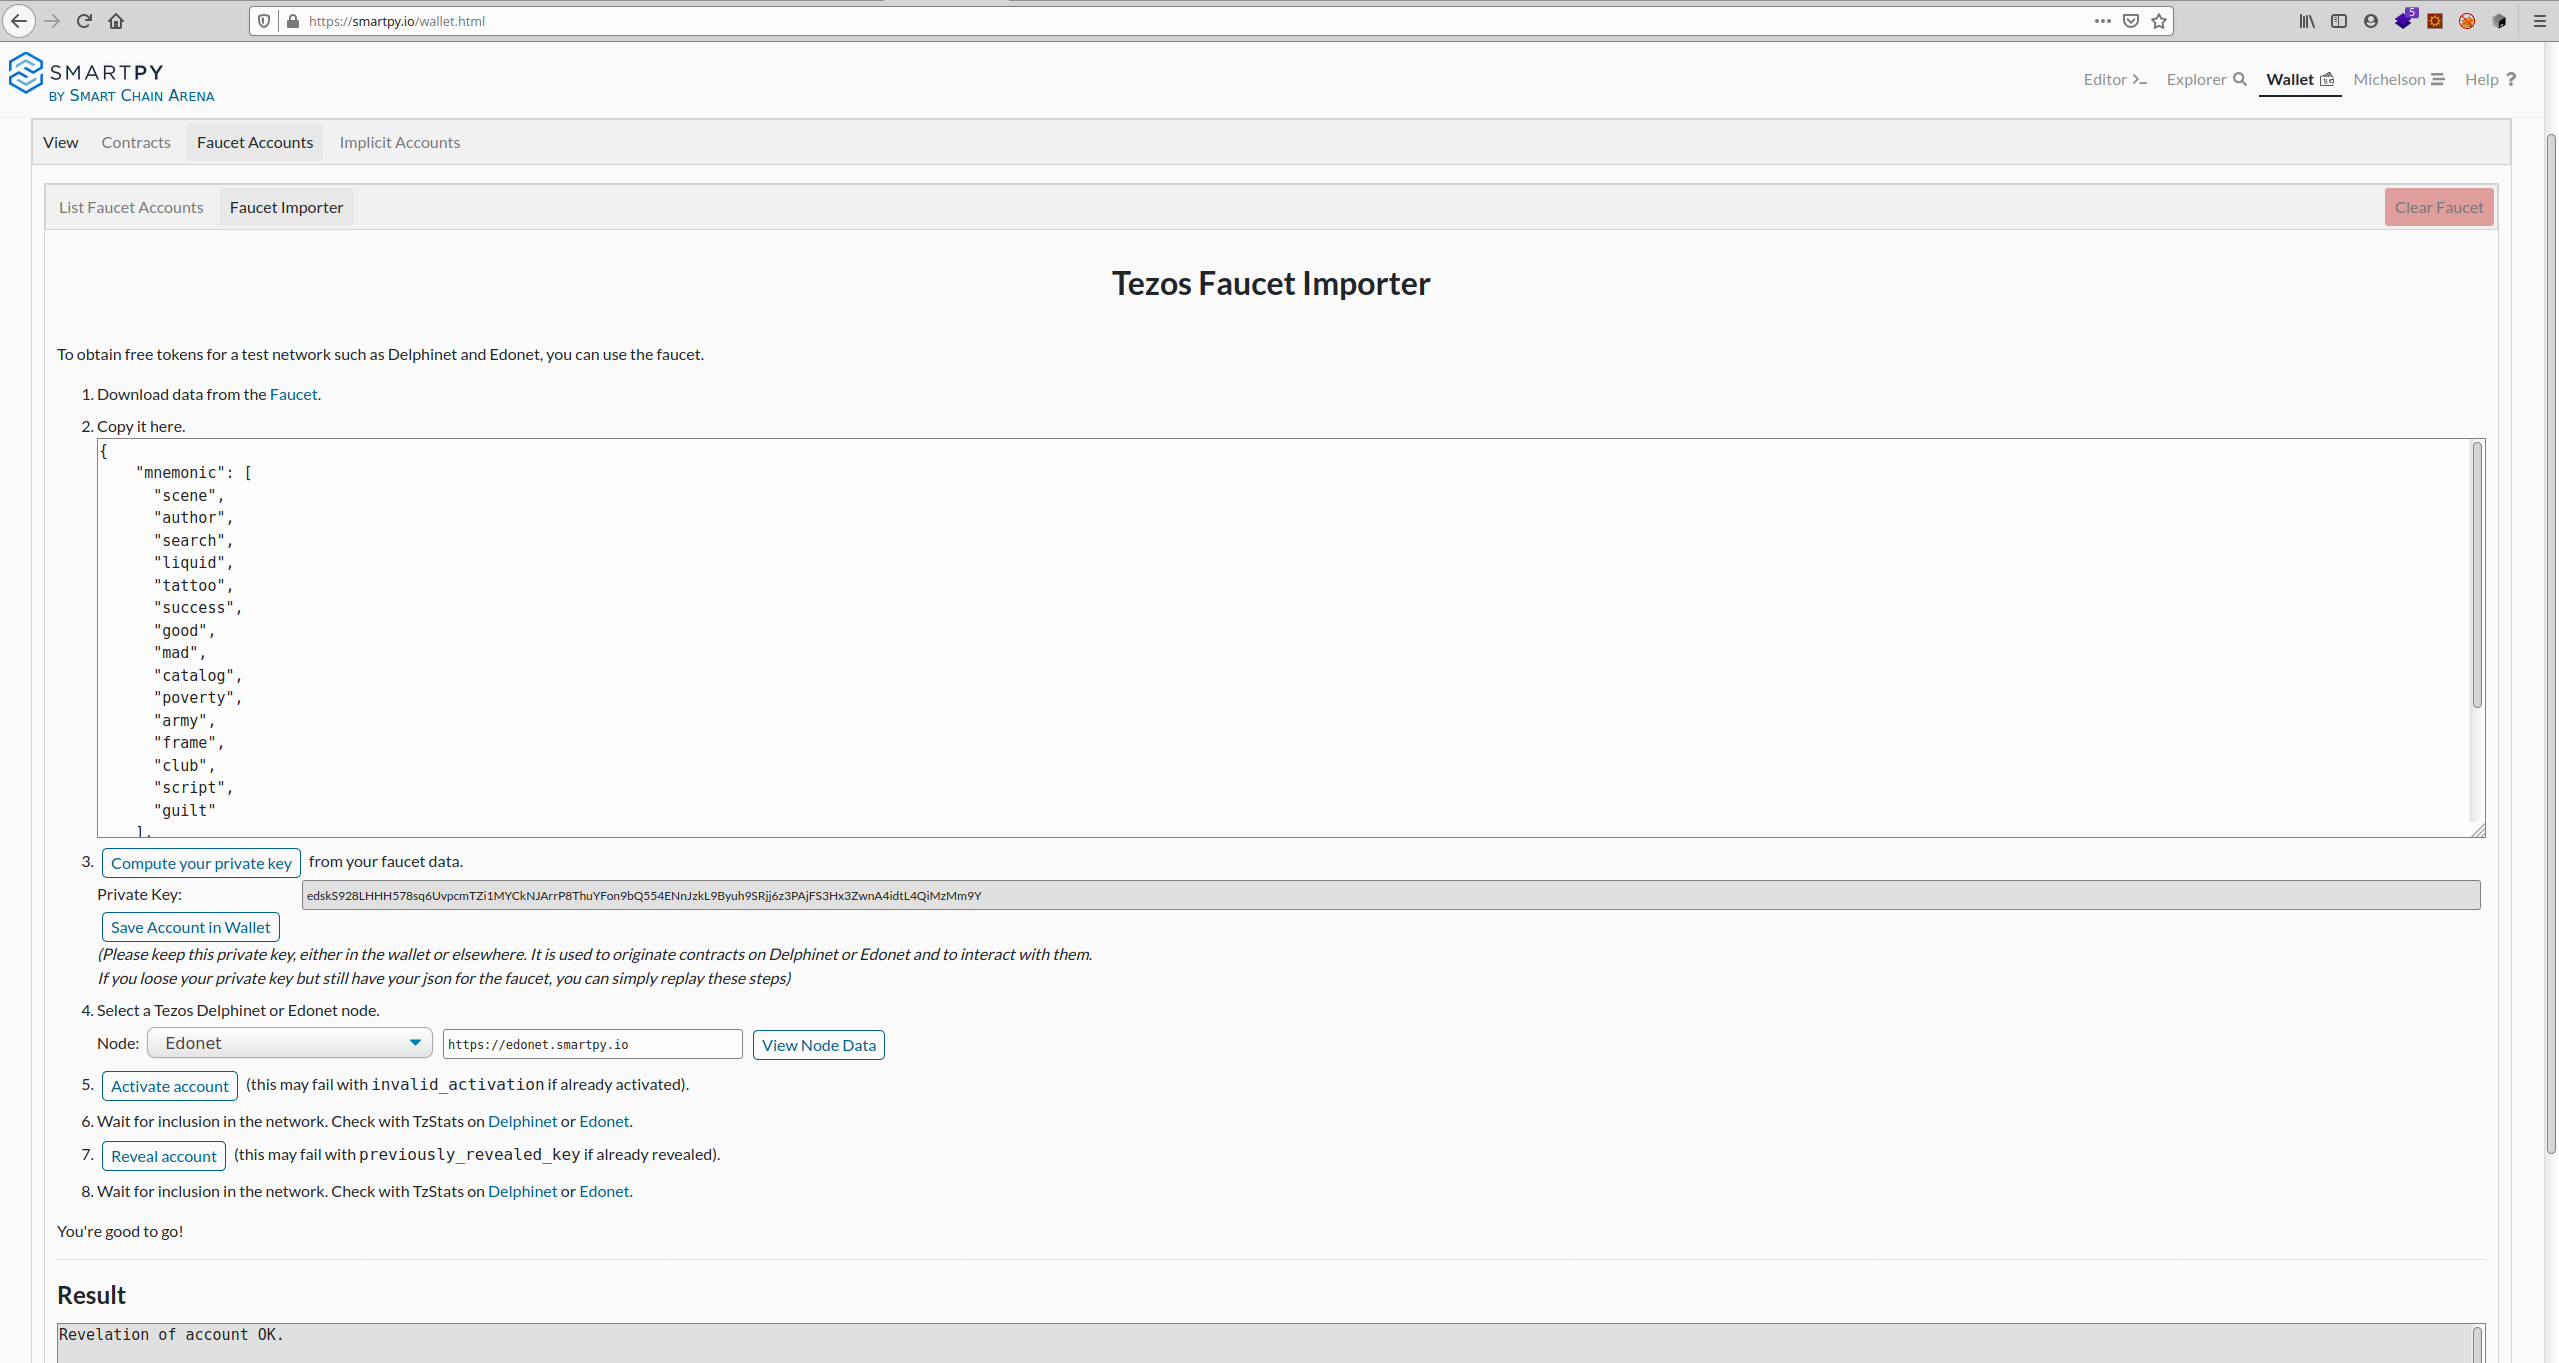 https://smartpy.io/wallet.html
5
SMARTPY
BY SMART CHAIN ARENA
Editor Explorer Wallet Michelson Help ?
View Contracts Faucet Accounts Implicit Accounts
List Faucet Accounts Faucet Importer Clear Faucet
Tezos Faucet Importer
To obtain free tokens for a test network such as Delphinet and Edonet, you can use the faucet.
1. Download data from the Faucet.
2. Copy it here.
{
"mnemonic": [
"scene",
"author",
"search",
"liquid",
"tattoo",
"success",
"good",
"mad",
"catalog",
"poverty",
"army",
"frame",
"club",
"script",
"guilt"
],
3. Compute your private key from your faucet data.
Private Key: edskS928LHHH578sq6UvpcmTZi1MYCkNJArrP8ThuYFon9bQ554ENnJzkL9Byuh9SRjj6z3PAjFS3Hx3ZwnA4idtL4QiMzMm9Y
Save Account in Wallet
(Please keep this private key, either in the wallet or elsewhere. It is used to originate contracts on Delphinet or Edonet and to interact with them.
If you loose your private key but still have your json for the faucet, you can simply replay these steps)
4. Select a Tezos Delphinet or Edonet node.
Node: Edonet https://edonet.smartpy.io View Node Data
5. Activate account (this may fail with invalid_activation if already activated).
6. Wait for inclusion in the network. Check with TzStats on Delphinet or Edonet.
7. Reveal account (this may fail with previously_revealed_key if already revealed).
8. Wait for inclusion in the network. Check with TzStats on Delphinet or Edonet.
You're good to go!
Result
Revelation of account OK.